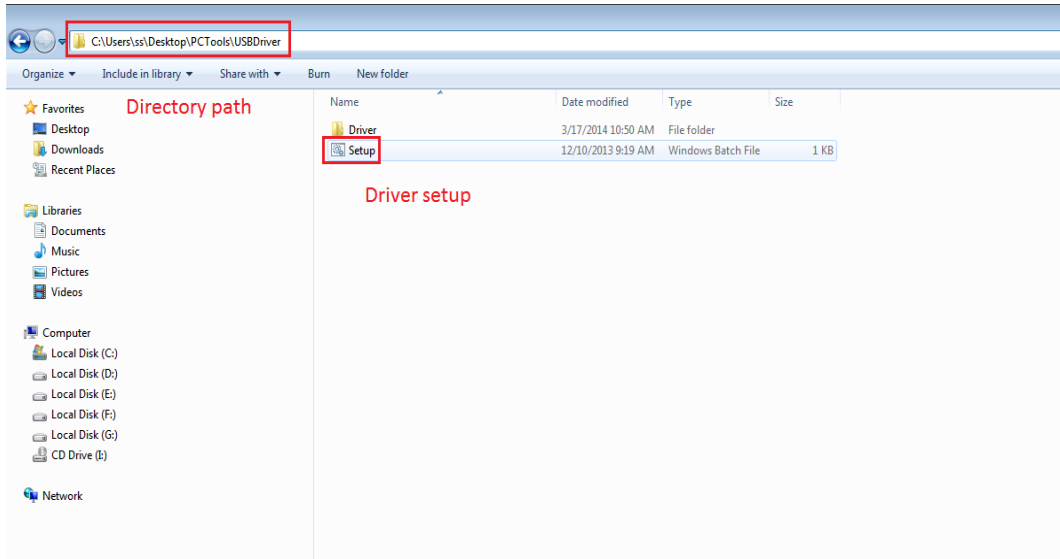 C:\Users\ss\Desktop\PCTools\USBDriver
Organize Include in library Share with Burn New folder
Directory path
Favorites
Desktop
Downloads
Recent Places
Libraries
Documents
Music
Pictures
Videos
Computer
Local Disk (C:)
Local Disk (D:)
Local Disk (E:)
Local Disk (F:)
Local Disk (G:)
CD Drive (I:)
Network
Name Date modified Type Size
Driver 3/17/2014 10:50 AM File folder
Setup 12/10/2013 9:19 AM Windows Batch File 1 KB
Driver setup